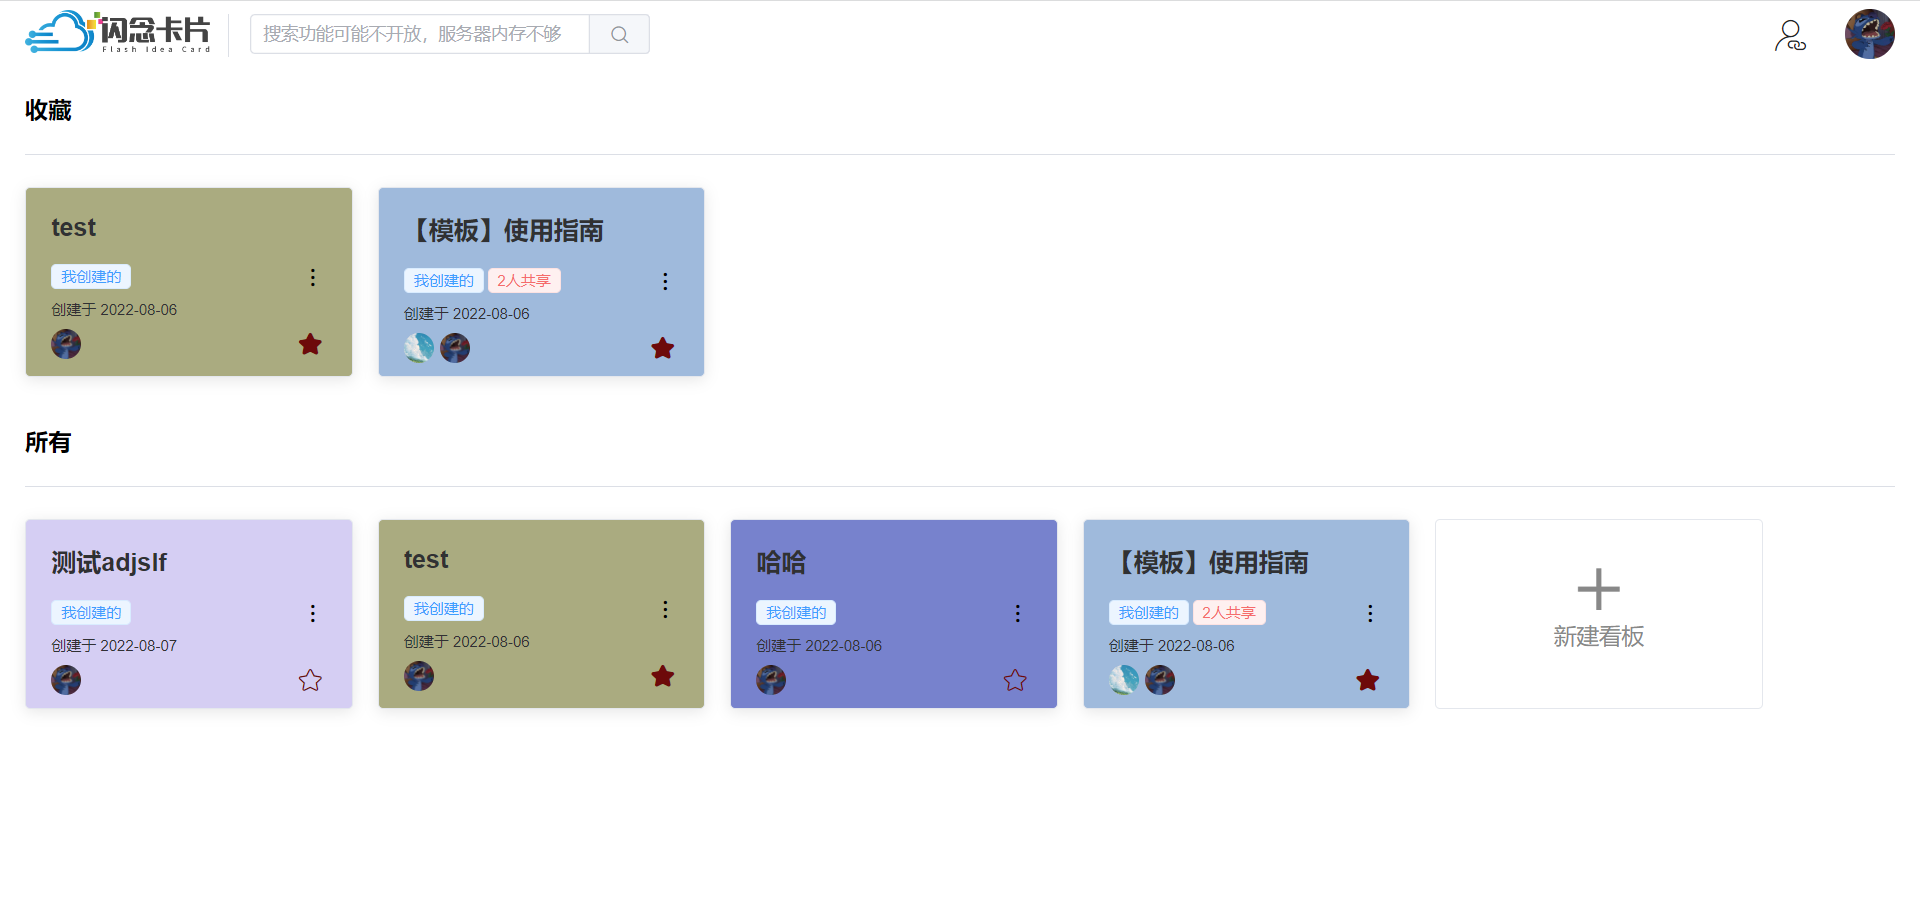 闪念卡片
Flash Idea Card
搜索功能可能不开放，服务器内存不够
收藏
test
我创建的
创建于 2022-08-06
【模板】使用指南
我创建的 2人共享
创建于 2022-08-06
所有
测试adjslf
我创建的
创建于 2022-08-07
test
我创建的
创建于 2022-08-06
哈哈
我创建的
创建于 2022-08-06
【模板】使用指南
我创建的 2人共享
创建于 2022-08-06
新建看板